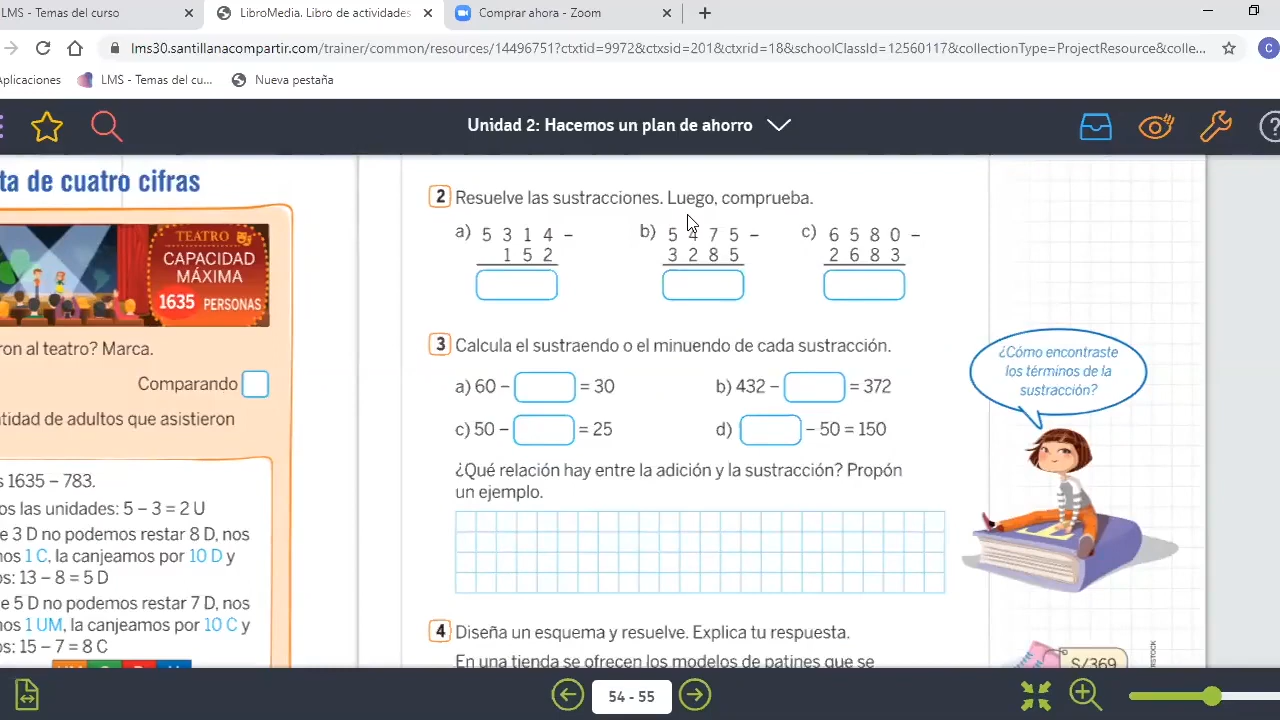 LMS - Temas del curso
LibroMedia. Libro de actividades
Comprar ahora - Zoom
lms30.santillanacompartir.com/trainer/common/resources/14496751?ctxtid=9972&ctxsid=201&ctxrid=18&schoolClassId=12560117&collectionType=ProjectResource&colle...
C
plicaciones
LMS - Temas del cu...
Nueva pestaña
Unidad 2: Hacemos un plan de ahorro
ta de cuatro cifras
TEATRO
CAPACIDAD
MÁXIMA
1635 PERSONAS
ron al teatro? Marca.
Comparando
ntidad de adultos que asistieron
s 1635 – 783.
os las unidades: 5 – 3 = 2 U
e 3 D no podemos restar 8 D, nos
nos 1 C, la canjeamos por 10 D y
s: 13 – 8 = 5 D
e 5 D no podemos restar 7 D, nos
nos 1 UM, la canjeamos por 10 C y
s: 15 – 7 = 8 C
2 Resuelve las sustracciones. Luego, comprueba.
a) 5 3 1 4 – b) 5 4 7 5 – c) 6 5 8 0 –
1 5 2 3 2 8 5 2 6 8 3
3 Calcula el sustraendo o el minuendo de cada sustracción.
a) 60 – = 30 b) 432 – = 372
c) 50 – = 25 d) – 50 = 150
¿Qué relación hay entre la adición y la sustracción? Propón
un ejemplo.
4 Diseña un esquema y resuelve. Explica tu respuesta.
En una tienda se ofrecen los modelos de patines que se
¿Cómo encontraste
los términos de la
sustracción?
S/369
54 - 55